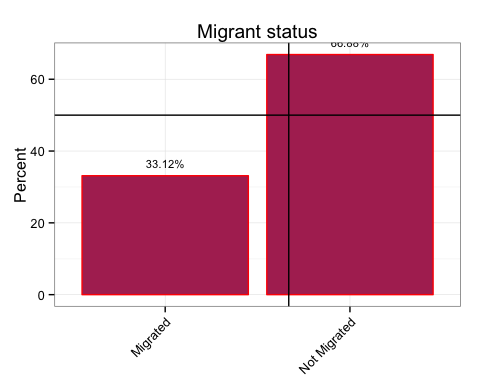 Migrant status
66.88%
60
40
33.12%
20
0
Percent
Migrated
Not Migrated